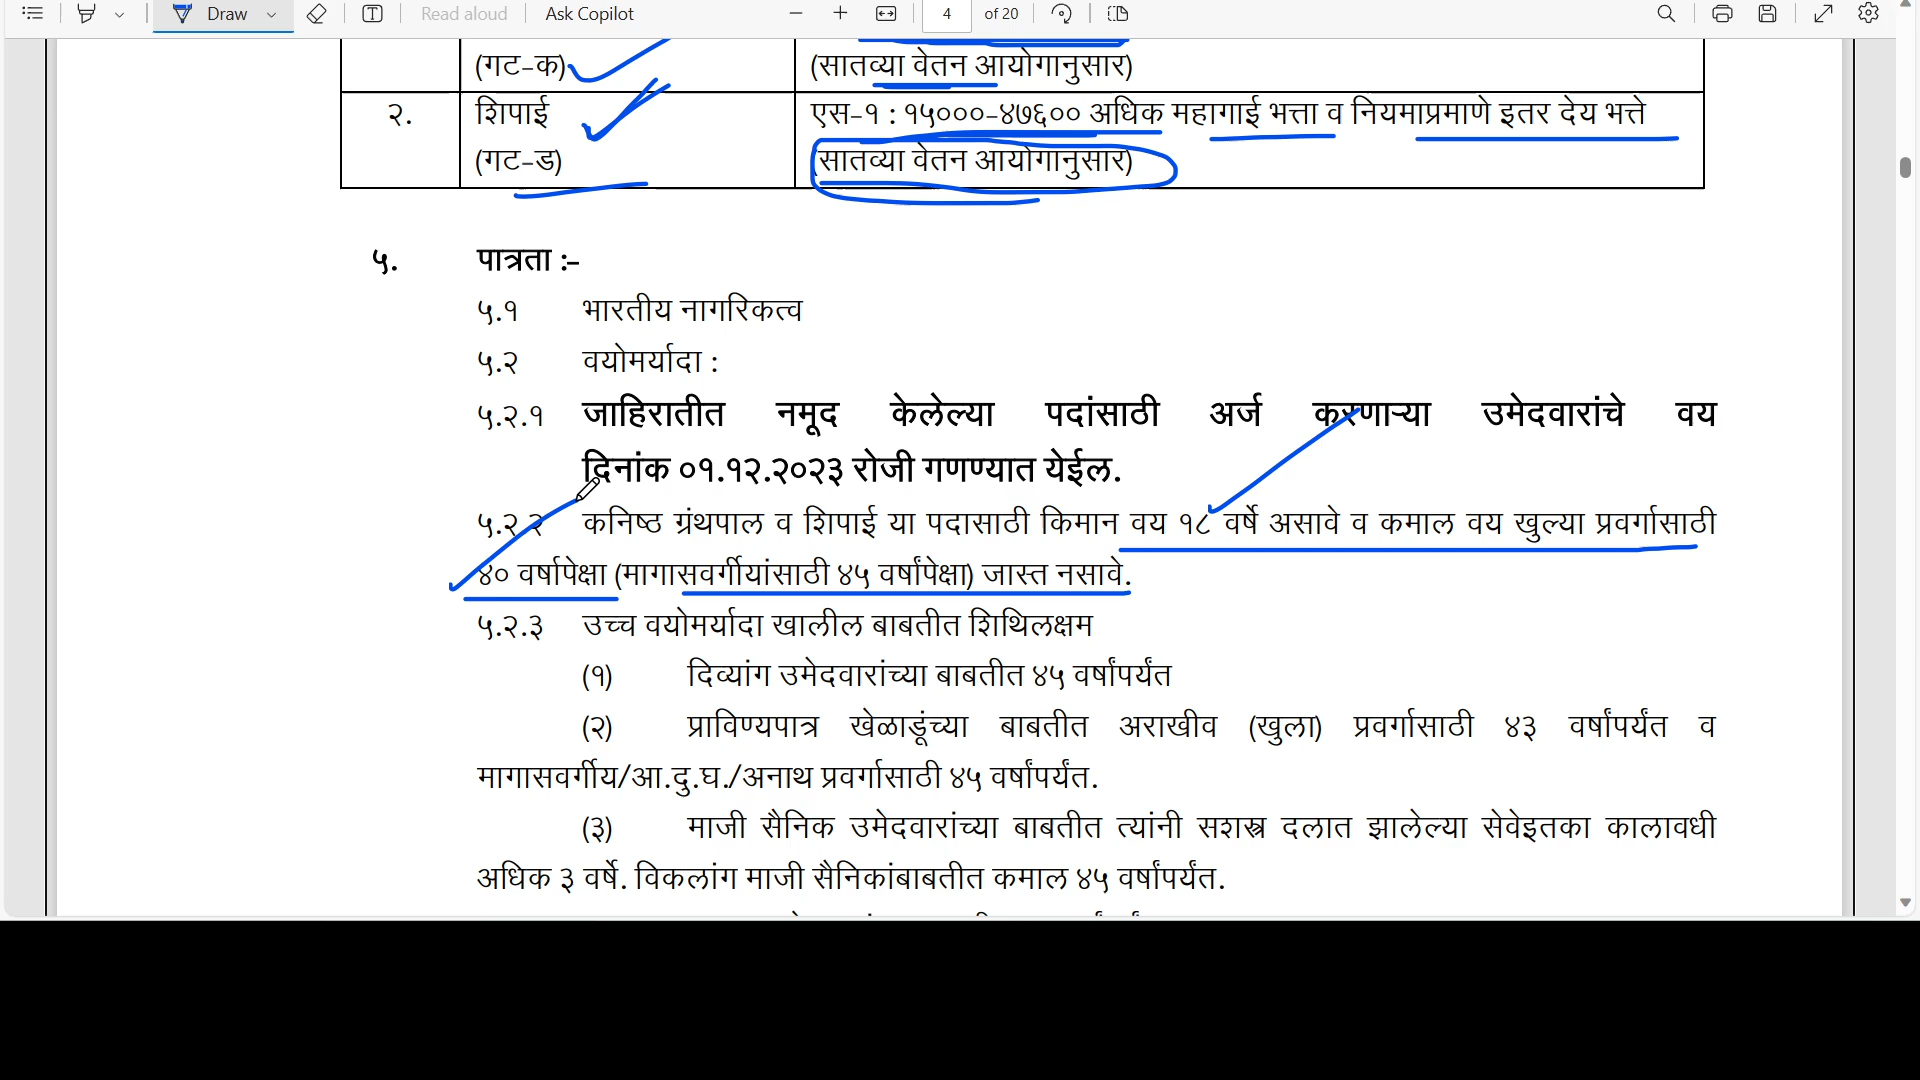 Draw Read aloud Ask Copilot 4 of 20
(गट-क) (सातव्या वेतन आयोगानुसार)
२. शिपाई एस-१ : १५०००-४७६०० अधिक महागाई भत्ता व नियमाप्रमाणे इतर देय भत्ते
(गट-ड) (सातव्या वेतन आयोगानुसार)
५. पात्रता :-
५.१ भारतीय नागरिकत्व
५.२ वयोमर्यादा :
५.२.१ जाहिरातीत नमूद केलेल्या पदांसाठी अर्ज करणाऱ्या उमेदवारांचे वय
दिनांक ०१.१२.२०२३ रोजी गणण्यात येईल.
५.२.२ कनिष्ठ ग्रंथपाल व शिपाई या पदासाठी किमान वय १८ वर्षे असावे व कमाल वय खुल्या प्रवर्गासाठी
४० वर्षापेक्षा (मागासवर्गीयांसाठी ४५ वर्षांपेक्षा) जास्त नसावे.
५.२.३ उच्च वयोमर्यादा खालील बाबतीत शिथिलक्षम
(१) दिव्यांग उमेदवारांच्या बाबतीत ४५ वर्षांपर्यंत
(२) प्राविण्यपात्र खेळाडूंच्या बाबतीत अराखीव (खुला) प्रवर्गासाठी ४३ वर्षांपर्यंत व
मागासवर्गीय/आ.दु.घ./अनाथ प्रवर्गासाठी ४५ वर्षांपर्यंत.
(३) माजी सैनिक उमेदवारांच्या बाबतीत त्यांनी सशस्त्र दलात झालेल्या सेवेइतका कालावधी
अधिक ३ वर्षे. विकलांग माजी सैनिकांबाबतीत कमाल ४५ वर्षांपर्यंत.